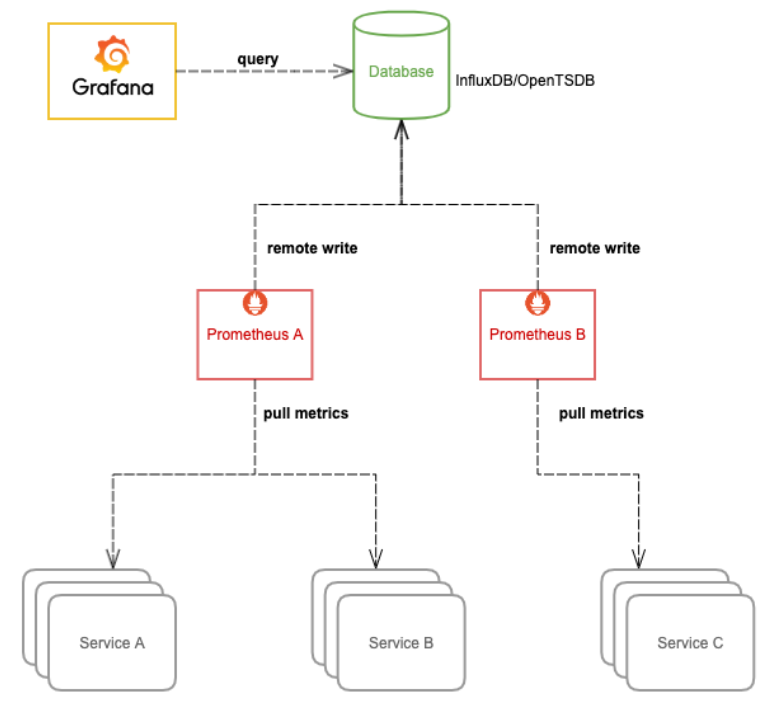 Grafana
query
Database
InfluxDB/OpenTSDB
remote write
remote write
Prometheus A
Prometheus B
pull metrics
pull metrics
Service A
Service B
Service C